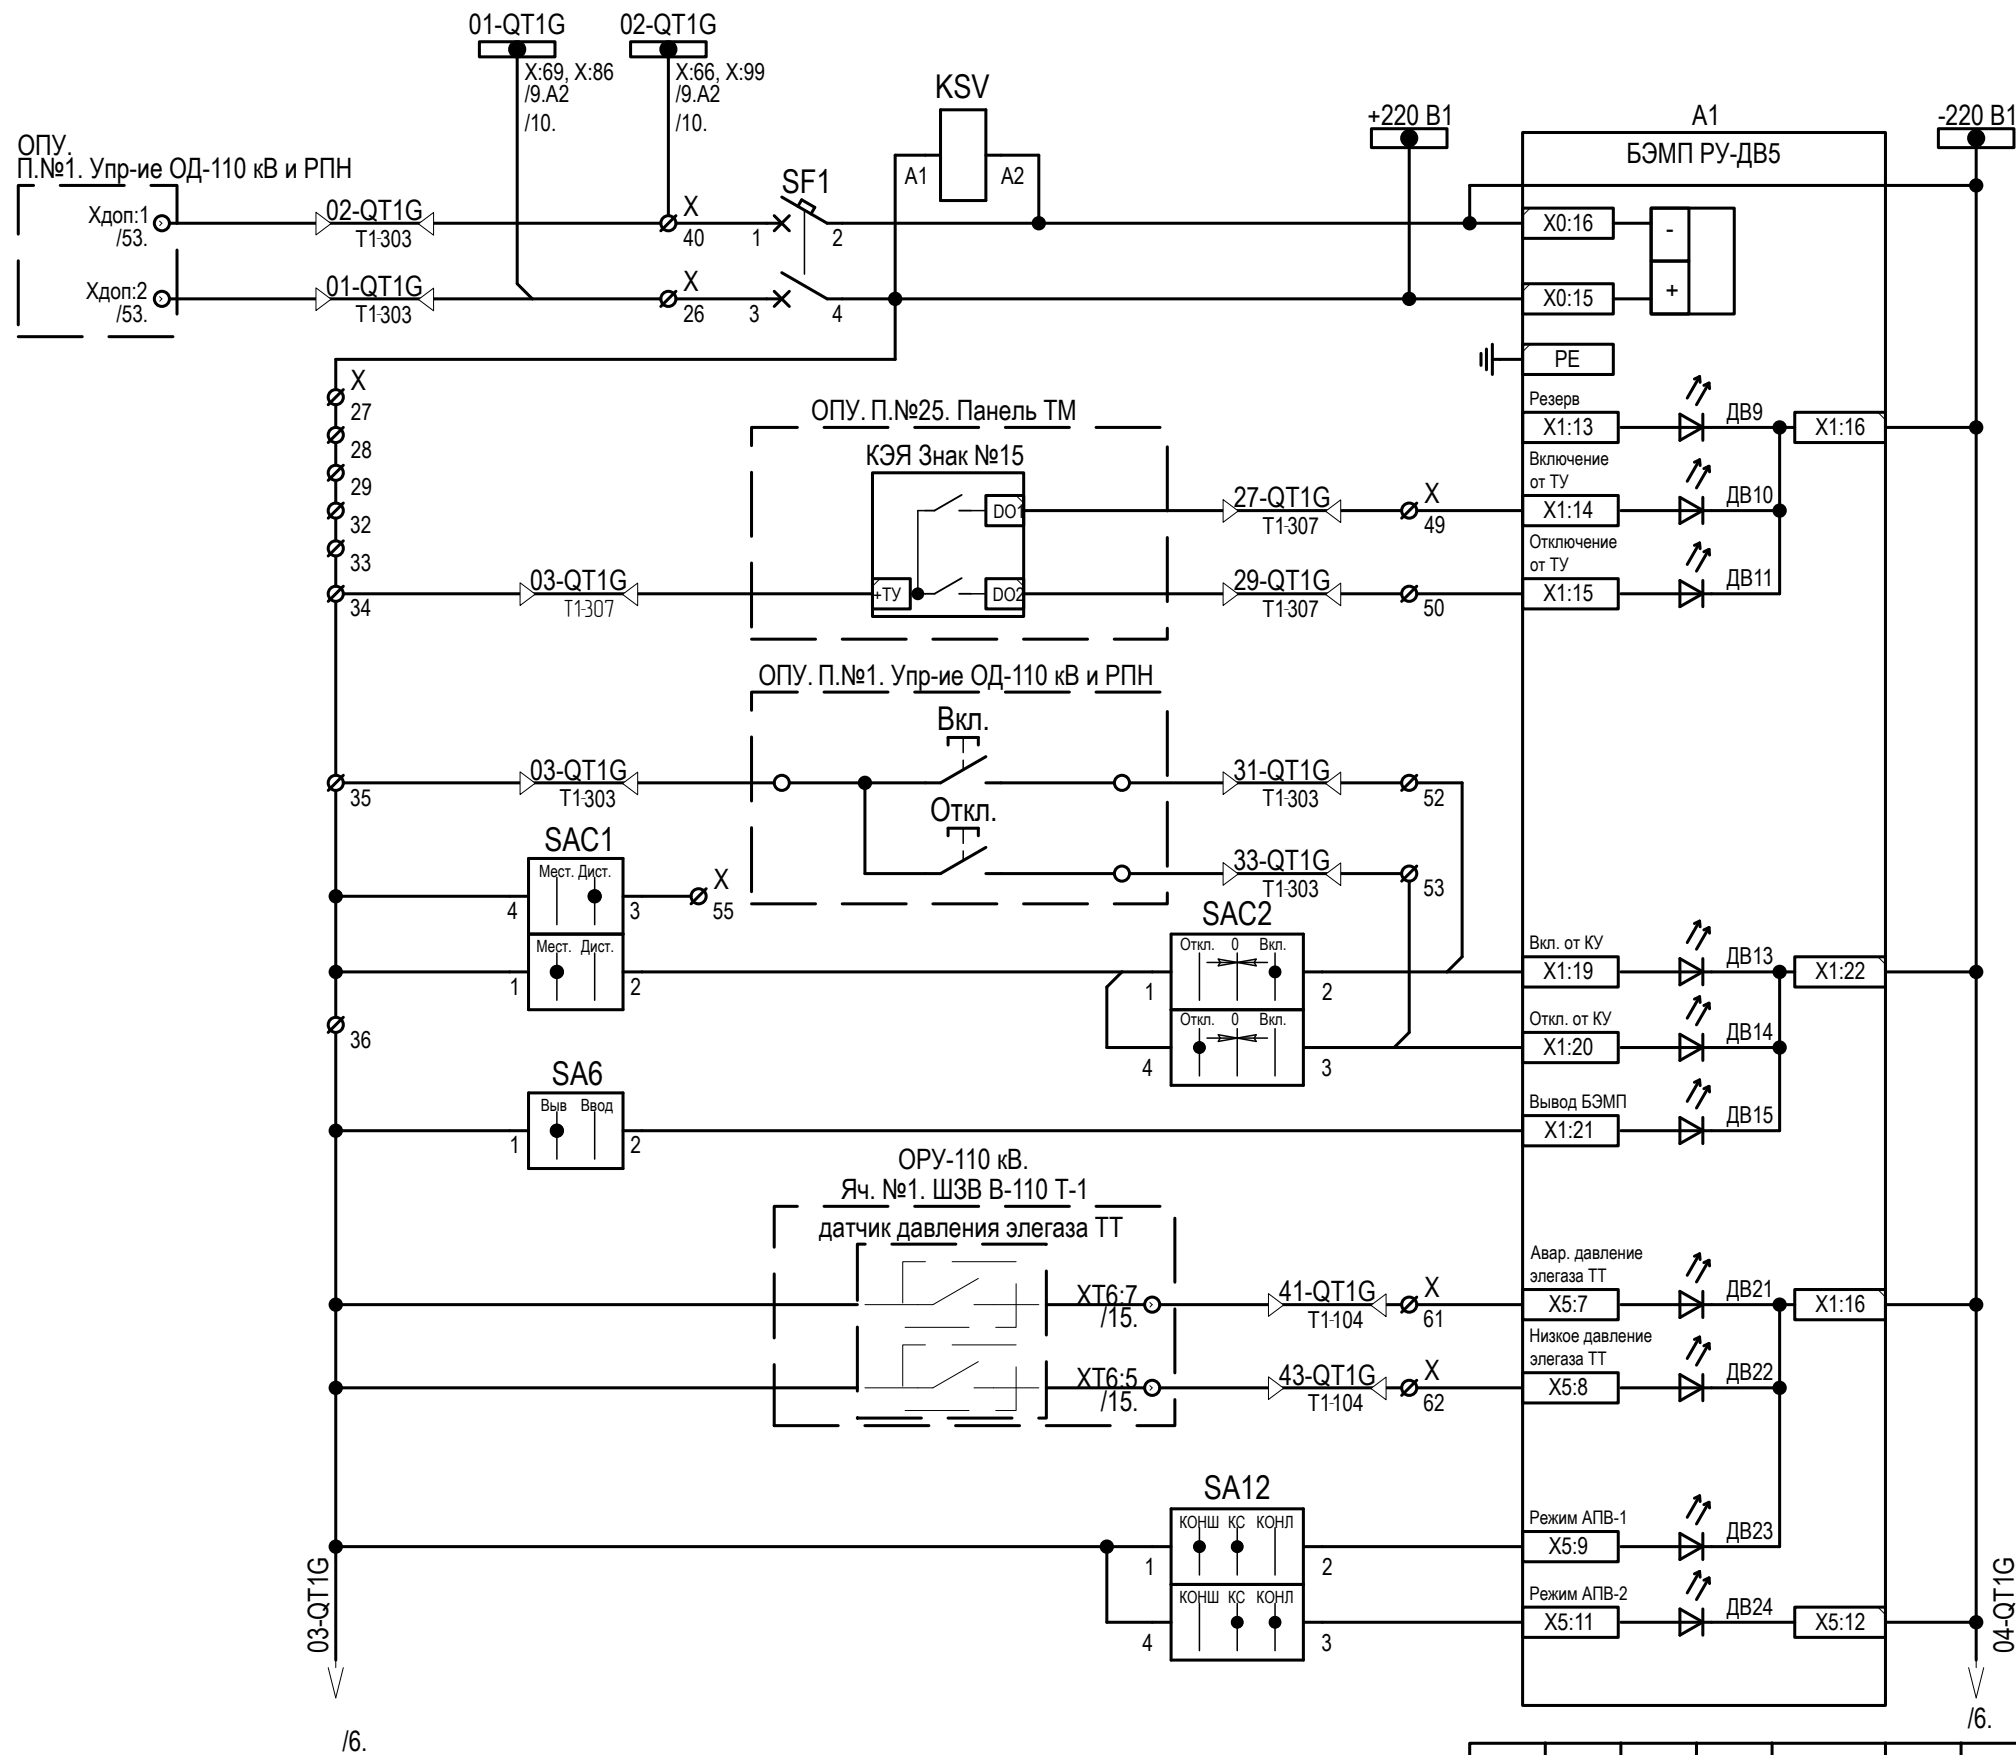 01-QT1G
02-QT1G
X:69, X:86
/9.A2
/10.
X:66, X:99
/9.A2
/10.
KSV
A1
A2
+220 В1
-220 В1
A1
БЭМП РУ-ДВ5
ОПУ.
П.№1. Упр-ие ОД-110 кВ и РПН
Хдоп:1
/53.
02-QT1G
T1-303
X
40
SF1
1
2
X0:16
-
Хдоп:2
/53.
01-QT1G
T1-303
X
26
3
4
X0:15
+
PE
X
27
28
29
32
33
34
ОПУ. П.№25. Панель ТМ
КЭЯ Знак №15
DO1
+ТУ
DO2
03-QT1G
T1-307
27-QT1G
T1-307
X
49
29-QT1G
T1-307
50
Резерв
X1:13
ДВ9
X1:16
Включение
от ТУ
X1:14
ДВ10
Отключение
от ТУ
X1:15
ДВ11
ОПУ. П.№1. Упр-ие ОД-110 кВ и РПН
Вкл.
35
03-QT1G
T1-303
31-QT1G
T1-303
52
Откл.
33-QT1G
T1-303
53
SAC1
Мест. Дист.
4
3
X
55
Мест. Дист.
1
2
36
SAC2
Откл. 0 Вкл.
1
2
Откл. 0 Вкл.
4
3
Вкл. от КУ
X1:19
ДВ13
X1:22
Откл. от КУ
X1:20
ДВ14
SA6
Выв Ввод
1
2
Вывод БЭМП
X1:21
ДВ15
ОРУ-110 кВ.
Яч. №1. ШЗВ В-110 Т-1
датчик давления элегаза ТТ
XT6:7
/15.
41-QT1G
T1-104
X
61
Авар. давление
элегаза ТТ
X5:7
ДВ21
X1:16
XT6:5
/15.
43-QT1G
T1-104
X
62
Низкое давление
элегаза ТТ
X5:8
ДВ22
SA12
КОНШ КС КОНЛ
1
2
Режим АПВ-1
X5:9
ДВ23
КОНШ КС КОНЛ
4
3
Режим АПВ-2
X5:11
ДВ24
X5:12
03-QT1G
04-QT1G
/6.
/6.